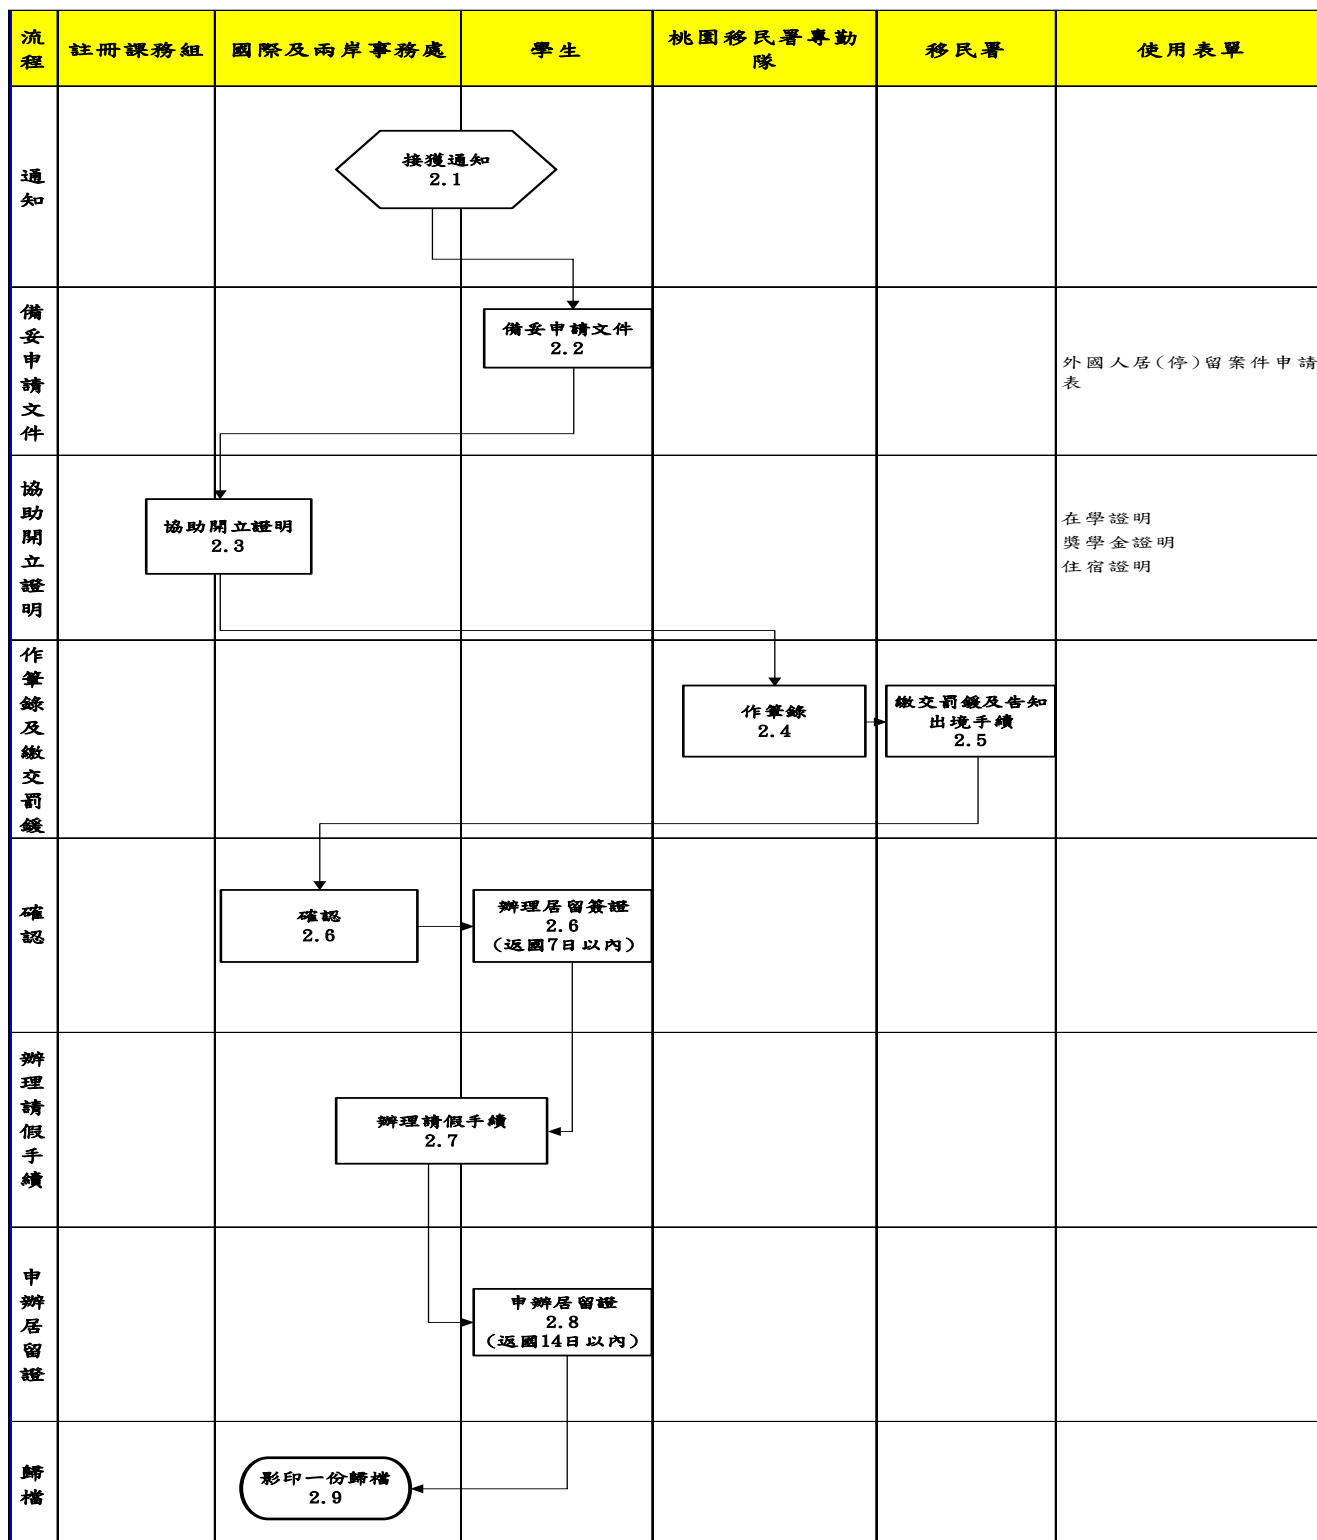 流
程
註冊課務組
國際及兩岸事務處
學生
桃園移民署專勤
隊
移民署
使用表單
通
知
接獲通知
2.1
備
妥
申
請
文
件
備妥申請文件
2.2
外國人居(停)留案件申請
表
協
助
開
立
證
明
協助開立證明
2.3
在學證明
獎學金證明
住宿證明
作
筆
錄
及
繳
交
罰
鍰
作筆錄
2.4
繳交罰鍰及告知
出境手續
2.5
確
認
確認
2.6
辦理居留簽證
2.6
(返國7日以內)
辦
理
請
假
手
續
辦理請假手續
2.7
申
辦
居
留
證
申辦居留證
2.8
(返國14日以內)
歸
檔
影印一份歸檔
2.9